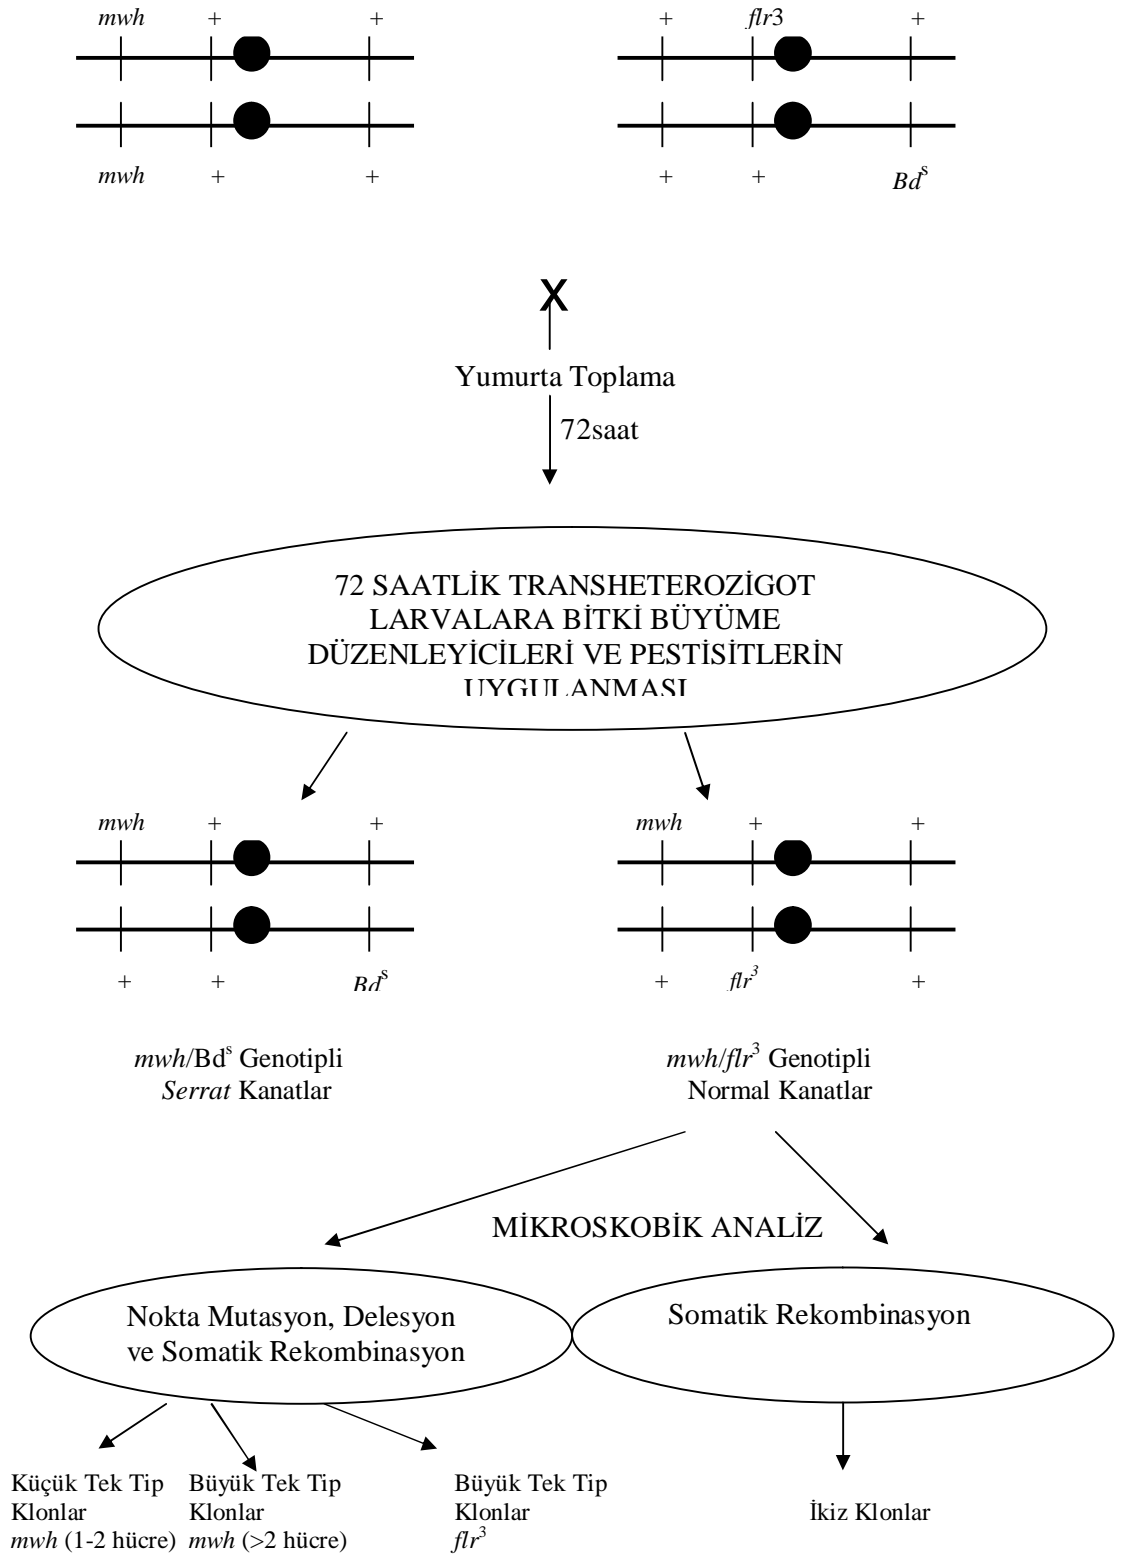 mwh + + + flr3 +
mwh + + + + Bdˢ
X
Yumurta Toplama
72saat
72 SAATLİK TRANSHETEROZİGOT
LARVALARA BİTKİ BÜYÜME
DÜZENLEYİCİLERİ VE PESTİSİTLERİN
UYGULANMASI
mwh + + mwh + +
+ + Bdˢ + flr³ +
mwh/Bdˢ Genotipli
Serrat Kanatlar
mwh/flr³ Genotipli
Normal Kanatlar
MİKROSKOBİK ANALİZ
Nokta Mutasyon, Delesyon
ve Somatik Rekombinasyon
Somatik Rekombinasyon
Küçük Tek Tip
Klonlar
mwh (1-2 hücre)
Büyük Tek Tip
Klonlar
mwh (>2 hücre)
Büyük Tek Tip
Klonlar
flr³
İkiz Klonlar